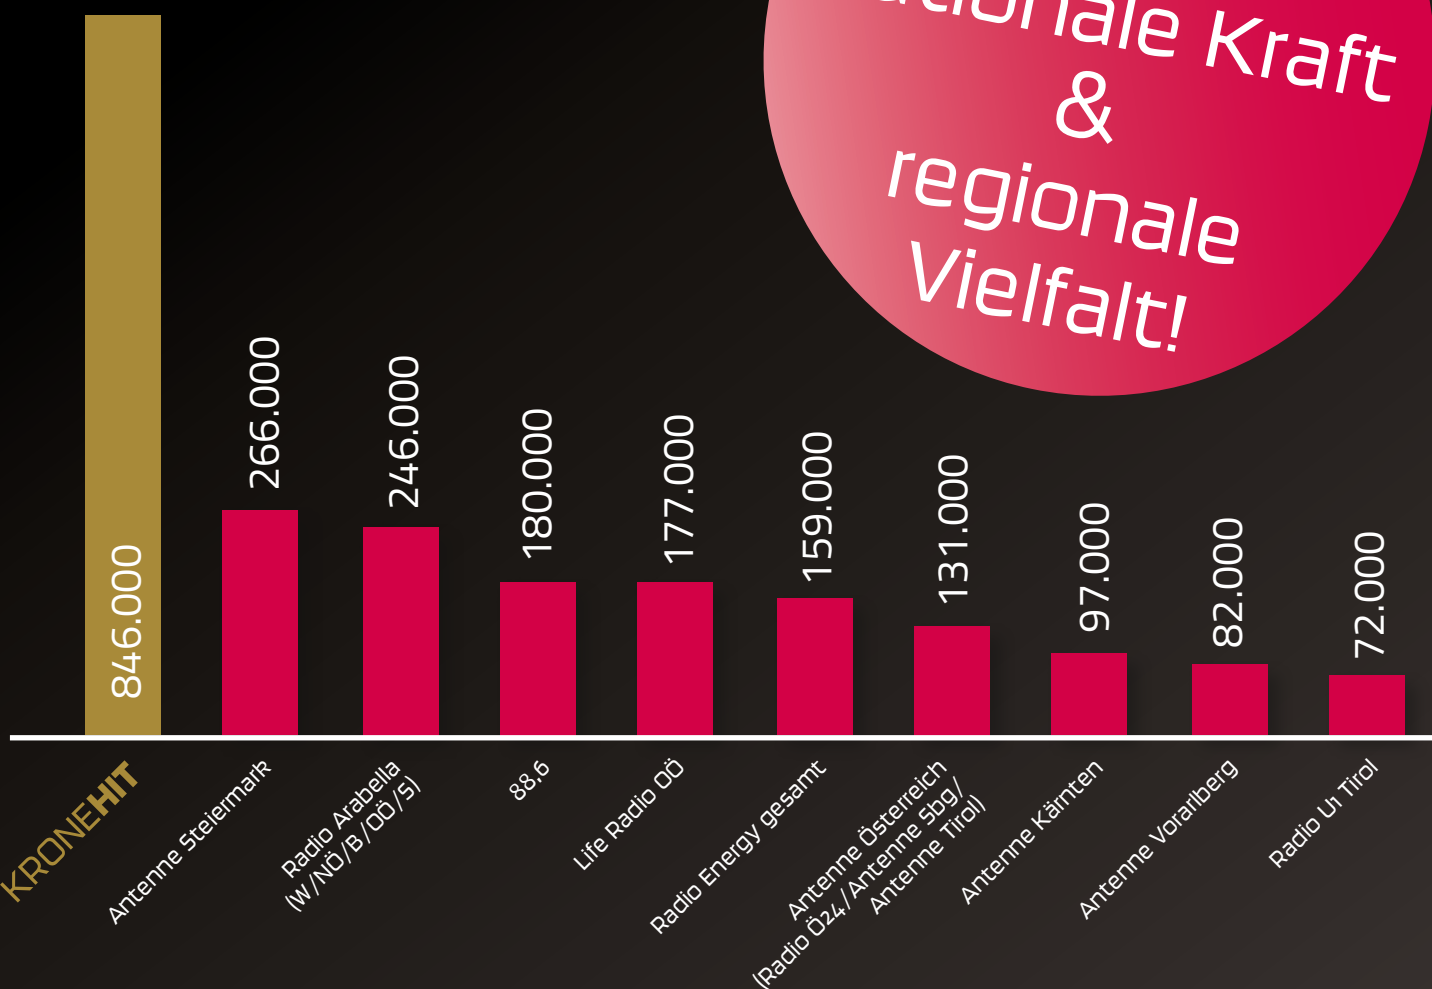 Kraft
&
regionale
Vielfalt!
846.000
266.000
246.000
180.000
177.000
159.000
131.000
97.000
82.000
72.000
KRONEHIT
Antenne Steiermark
Radio Arabella
(W/NÖ/B/OÖ/S)
88,6
Life Radio OÖ
Radio Energy gesamt
Antenne Österreich
(Radio Ö24/Antenne Sbg/
Antenne Tirol)
Antenne Kärnten
Antenne Vorarlberg
Radio U1 Tirol